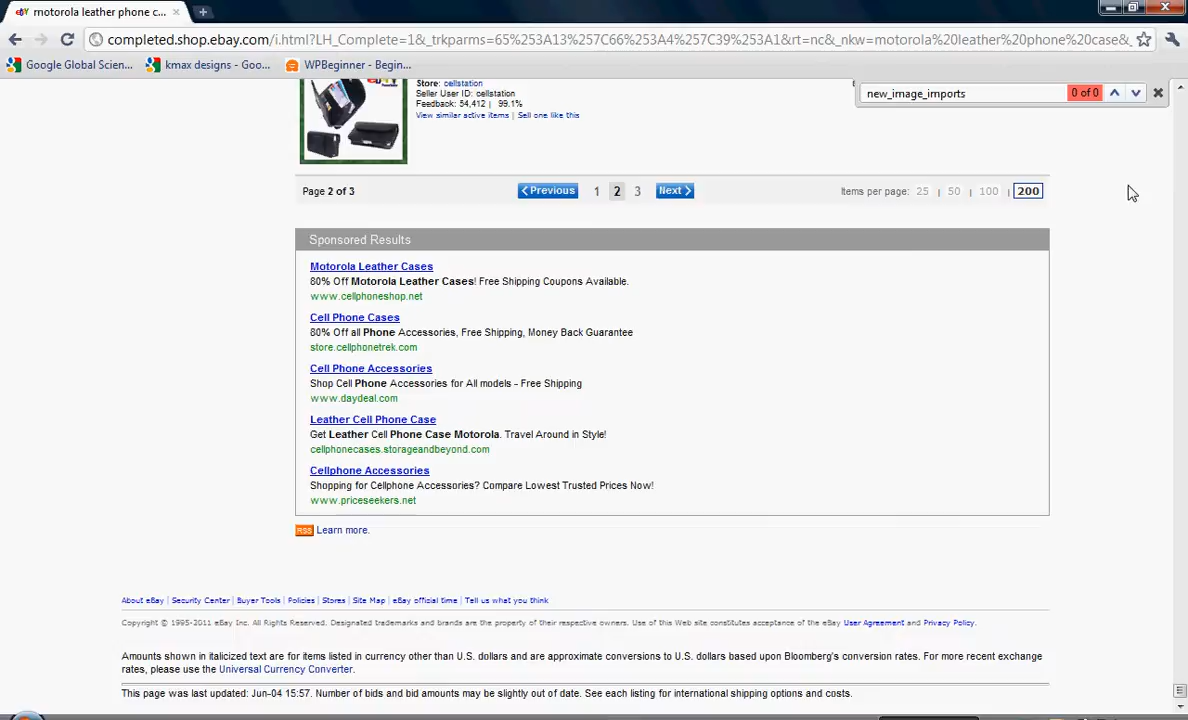 motorola leather phone c...
completed.shop.ebay.com/i.html?LH_Complete=1&_trkparms=65%253A13%257C66%253A4%257C39%253A1&rt=nc&_nkw=motorola%20leather%20phone%20case&_
Google Global Scien...
kmax designs - Goo...
WPBeginner - Begin...
new_image_imports 0 of 0
Store: cellstation
Seller User ID: cellstation
Feedback: 54,412 | 99.1%
View similar active items | Sell one like this
Page 2 of 3 Previous 1 2 3 Next Items per page: 25 | 50 | 100 | 200
Sponsored Results
Motorola Leather Cases
80% Off Motorola Leather Cases! Free Shipping Coupons Available.
www.cellphoneshop.net
Cell Phone Cases
80% Off all Phone Accessories, Free Shipping, Money Back Guarantee
store.cellphonetrek.com
Cell Phone Accessories
Shop Cell Phone Accessories for All models - Free Shipping
www.daydeal.com
Leather Cell Phone Case
Get Leather Cell Phone Case Motorola. Travel Around in Style!
cellphonecases.storageandbeyond.com
Cellphone Accessories
Shopping for Cellphone Accessories? Compare Lowest Trusted Prices Now!
www.priceseekers.net
RSS Learn more.
About eBay | Security Center | Buyer Tools | Policies | Stores | Site Map | eBay official time | Tell us what you think
Copyright © 1995-2011 eBay Inc. All Rights Reserved. Designated trademarks and brands are the property of their respective owners. Use of this Web site constitutes acceptance of the eBay User Agreement and Privacy Policy.
Amounts shown in italicized text are for items listed in currency other than U.S. dollars and are approximate conversions to U.S. dollars based upon Bloomberg's conversion rates. For more recent exchange
rates, please use the Universal Currency Converter.
This page was last updated: Jun-04 15:57. Number of bids and bid amounts may be slightly out of date. See each listing for international shipping options and costs.